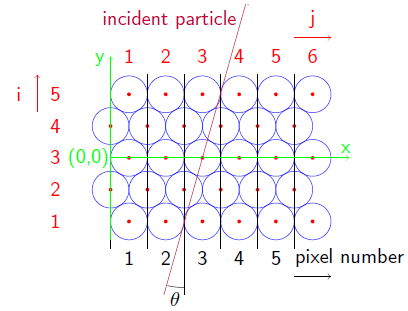 incident particle
j
y
1 2 3 4 5 6
i
5
4
3 (0,0)
x
2
1
1 2 3 4 5
pixel number
θ